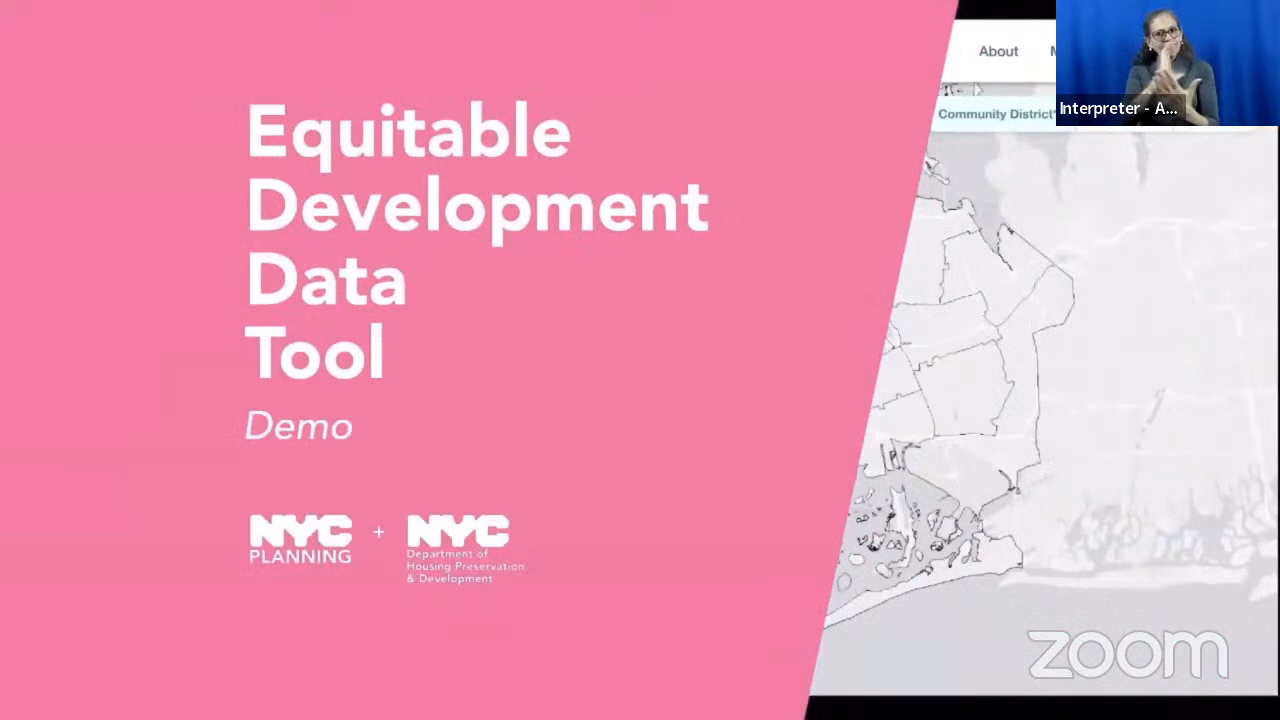 Equitable
Development
Data
Tool
Demo
NYC
PLANNING
+
NYC
Department of
Housing Preservation
& Development
About
Community District
Interpreter - A...
zoom